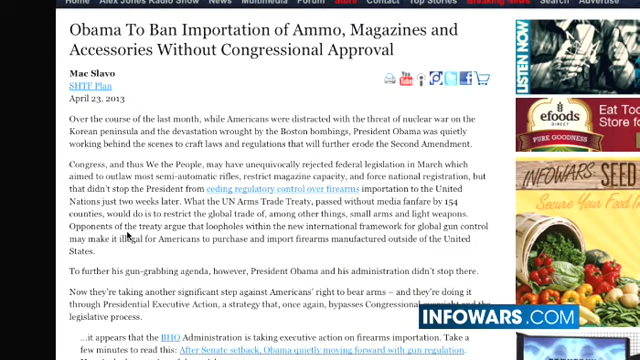 Home Alex Jones Radio Show News Multimedia Forum Store Contact Top Stories Breaking News Search Advertise
Obama To Ban Importation of Ammo, Magazines and
Accessories Without Congressional Approval
Mac Slavo
SHTF Plan
April 23, 2013
You Tube
Over the course of the last month, while Americans were distracted with the threat of nuclear war on the
Korean peninsula and the devastation wrought by the Boston bombings, President Obama was quietly
working behind the scenes to craft laws and regulations that will further erode the Second Amendment.
Congress, and thus We the People, may have unequivocally rejected federal legislation in March which
aimed to outlaw most semi-automatic rifles, restrict magazine capacity, and force national registration, but
that didn't stop the President from ceding regulatory control over firearms importation to the United
Nations just two weeks later. What the UN Arms Trade Treaty, passed without media fanfare by 154
counties, would do is to restrict the global trade of, among other things, small arms and light weapons.
Opponents of the treaty argue that loopholes within the new international framework for global gun control
may make it illegal for Americans to purchase and import firearms manufactured outside of the United
States.
To further his gun-grabbing agenda, however, President Obama and his administration didn't stop there.
Now they're taking another significant step against Americans' right to bear arms – and they're doing it
through Presidential Executive Action, a strategy that, once again, bypasses Congressional oversight and the
legislative process.
...it appears that the BHO Administration is taking executive action on firearms importation. Take a
few minutes to read this: After Senate setback, Obama quietly moving forward with gun regulation.
LISTEN NOW
efoods
DIRECT
PURE GOODNESS
Eat Too
Store for
INFOWARS SEED
Secure Your Food In
INFOWARS.COM